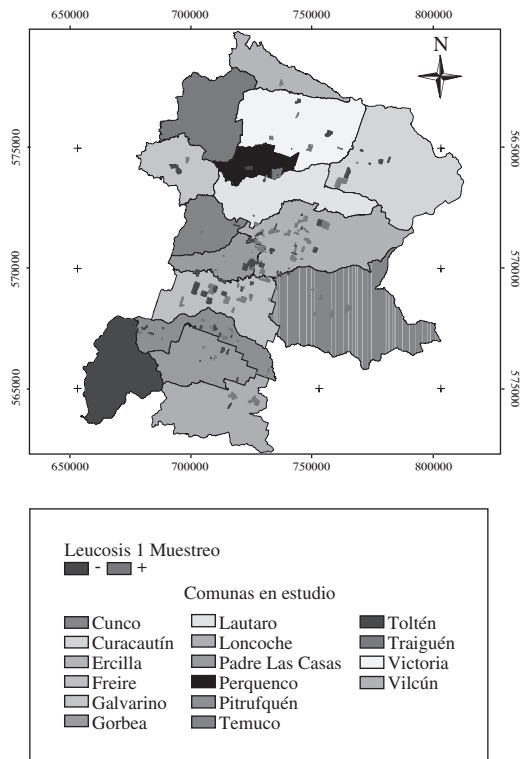 650000 700000 750000 800000
N
575000 565000
570000 570000
565000 575000
650000 700000 750000 800000
Leucosis 1 Muestreo
- +
Comunas en estudio
Cunco Lautaro Toltén
Curacautín Loncoche Traiguén
Ercilla Padre Las Casas Victoria
Freire Perquenco Vilcún
Galvarino Pitrufquén
Gorbea Temuco